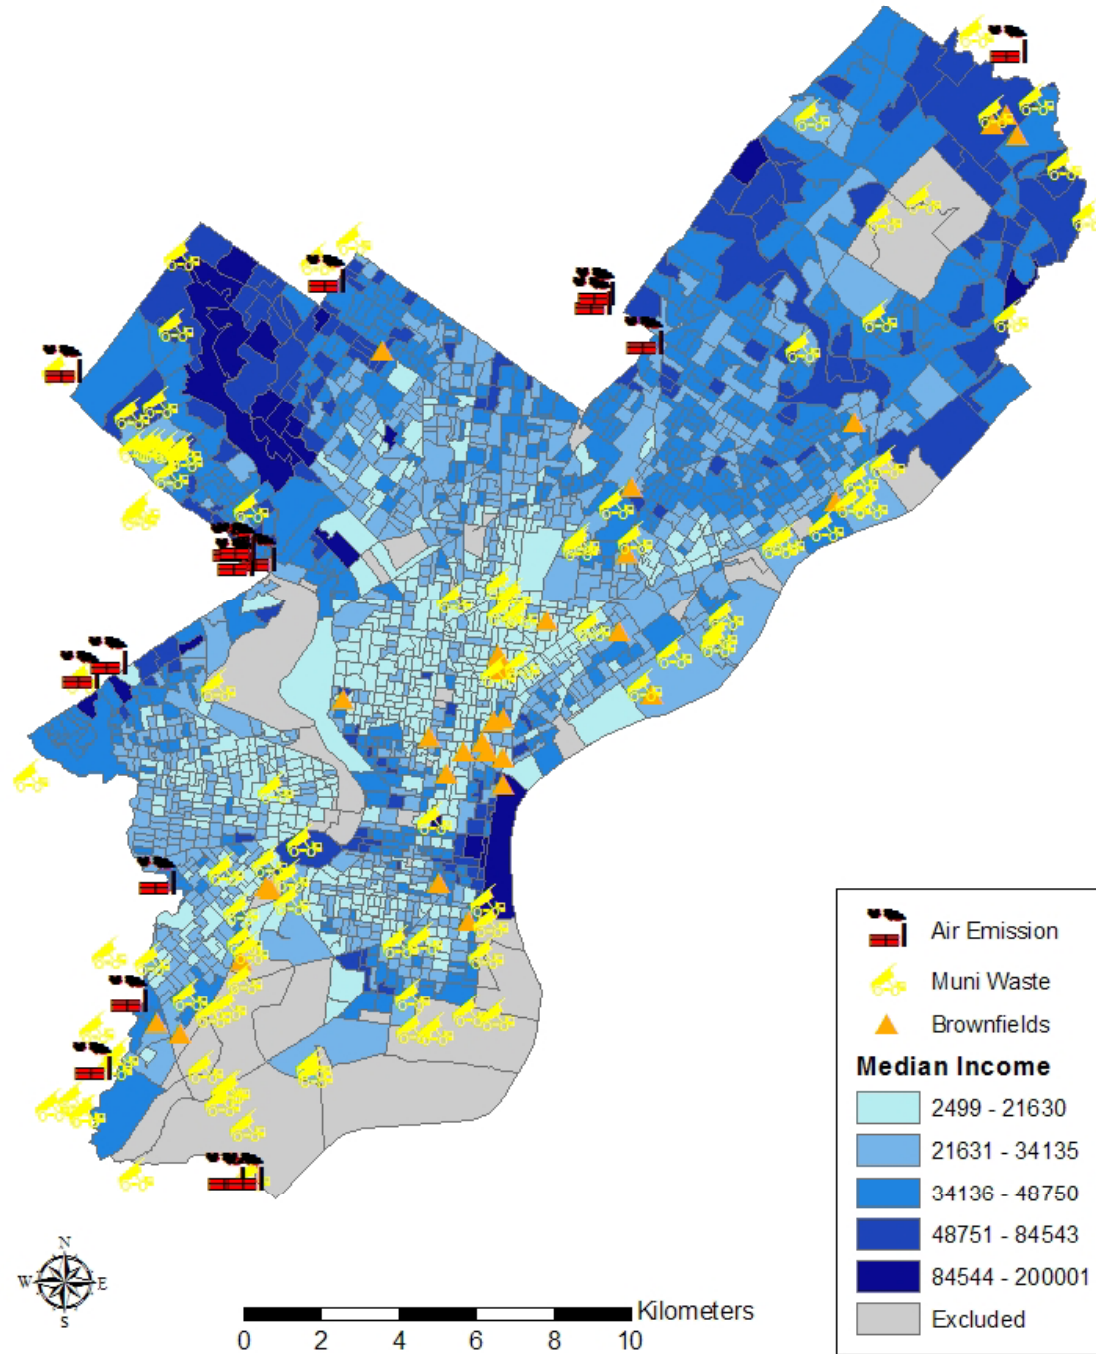 Air Emission
Muni Waste
Brownfields
Median Income
2499 - 21630
21631 - 34135
34136 - 48750
48751 - 84543
84544 - 200001
Excluded
N
W E
S
Kilometers
0 2 4 6 8 10